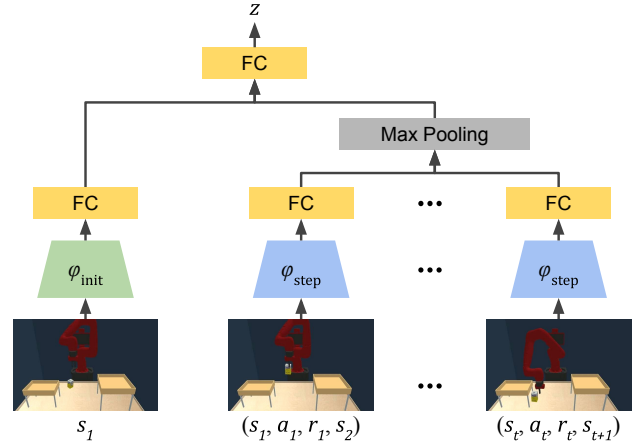 z
FC
Max Pooling
FC FC ••• FC
φinit φstep ••• φstep
•••
s1 (s1, a1, r1, s2) (st, at, rt, st+1)